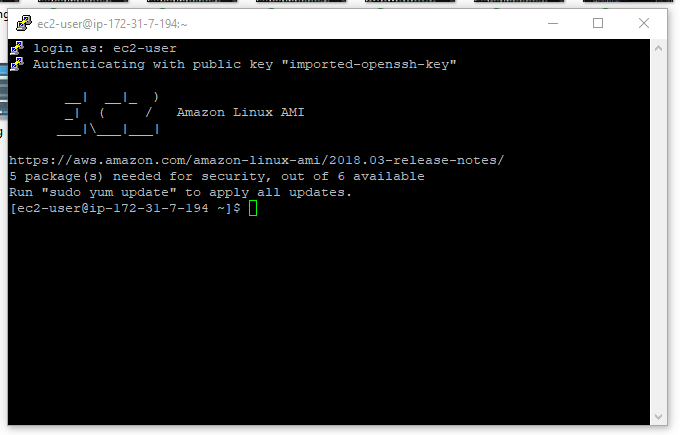 ec2-user@ip-172-31-7-194:~
login as: ec2-user
Authenticating with public key "imported-openssh-key"
       __|  __|_  )
       _|  (     /   Amazon Linux AMI
      ___|\___|___|
https://aws.amazon.com/amazon-linux-ami/2018.03-release-notes/
5 package(s) needed for security, out of 6 available
Run "sudo yum update" to apply all updates.
[ec2-user@ip-172-31-7-194 ~]$